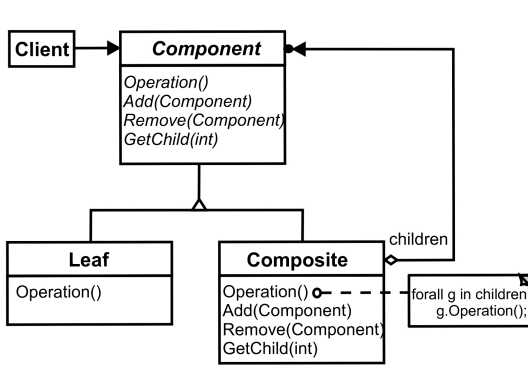 Client
Component
Operation()
Add(Component)
Remove(Component)
GetChild(int)
children
Leaf
Operation()
Composite
Operation()
Add(Component)
Remove(Component)
GetChild(int)
forall g in children
g.Operation();